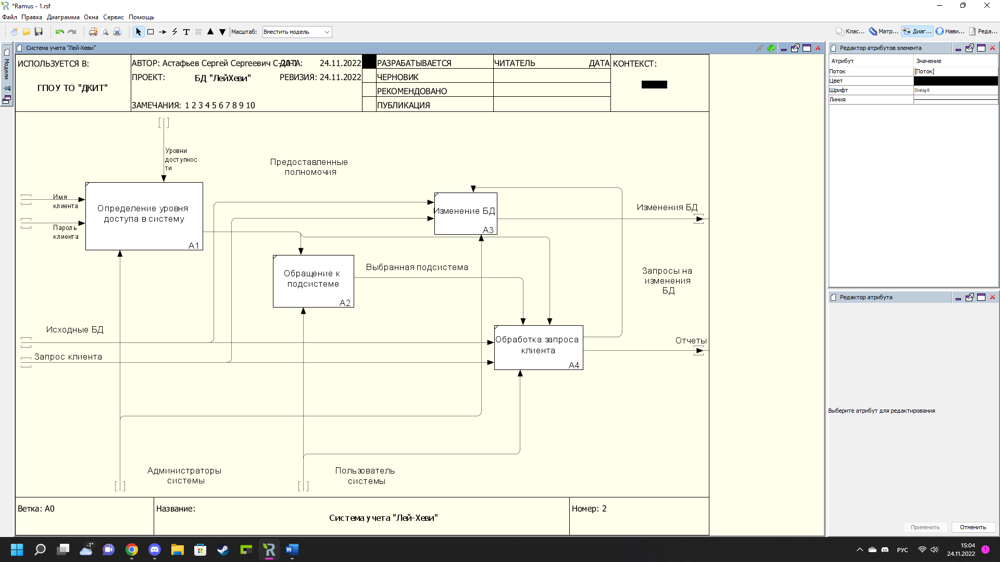 *Ramus - 1.rsf
Файл Правка Диаграмма Окна Сервис Помощь
Масштаб: Вместить модель
Клас... Матр... Диаг... Нави... Реда...
Модели
Система учета "Лей-Хеви"
ИСПОЛЬЗУЕТСЯ В:
ГПОУ ТО "ДКИТ"
АВТОР: Астафьев Сергей Сергеевич
ДАТА: 24.11.2022
ПРОЕКТ: БД "ЛейХеви"
РЕВИЗИЯ: 24.11.2022
ЗАМЕЧАНИЯ: 1 2 3 4 5 6 7 8 9 10
РАЗРАБАТЫВАЕТСЯ
ЧЕРНОВИК
РЕКОМЕНДОВАНО
ПУБЛИКАЦИЯ
ЧИТАТЕЛЬ ДАТА
КОНТЕКСТ:
Уровни
доступнос
ти
Предоставленные
полномочия
Имя
клиента
Пароль
клиента
Определение уровня
доступа в систему
A1
Изменение БД
A3
Изменения БД
Обращение к
подсистеме
A2
Выбранная подсистема
Запросы на
изменения
БД
Исходные БД
Запрос клиента
Обработка запроса
клиента
A4
Отчеты
Администраторы
системы
Пользователь
системы
Ветка: A0
Название:
Система учета "Лей-Хеви"
Номер: 2
Редактор атрибутов элемента
Атрибут Значение
Поток [Поток]
Цвет
Шрифт Dialog 8
Линия
Редактор атрибута
Выберите атрибут для редактирования
Применить Отменить
-1°
РУС
15:04
24.11.2022
1